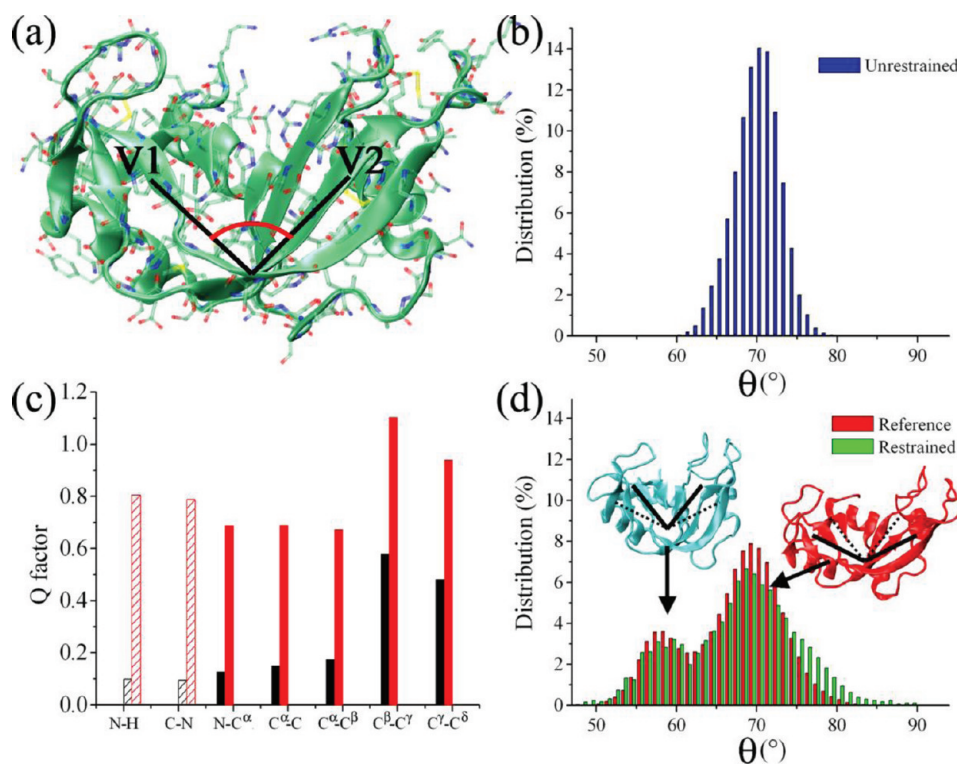 (a)
V1
V2
(b)
Distribution (%)
14
12
10
8
6
4
2
0
50 60 70 80 90
θ(°)
Unrestrained
(c)
Q factor
1.2
1.0
0.8
0.6
0.4
0.2
0.0
N-H C-N N-Cα Cα-C Cα-Cβ Cβ-Cγ Cγ-Cδ
(d)
Distribution (%)
14
12
10
8
6
4
2
0
50 60 70 80 90
θ(°)
Reference
Restrained